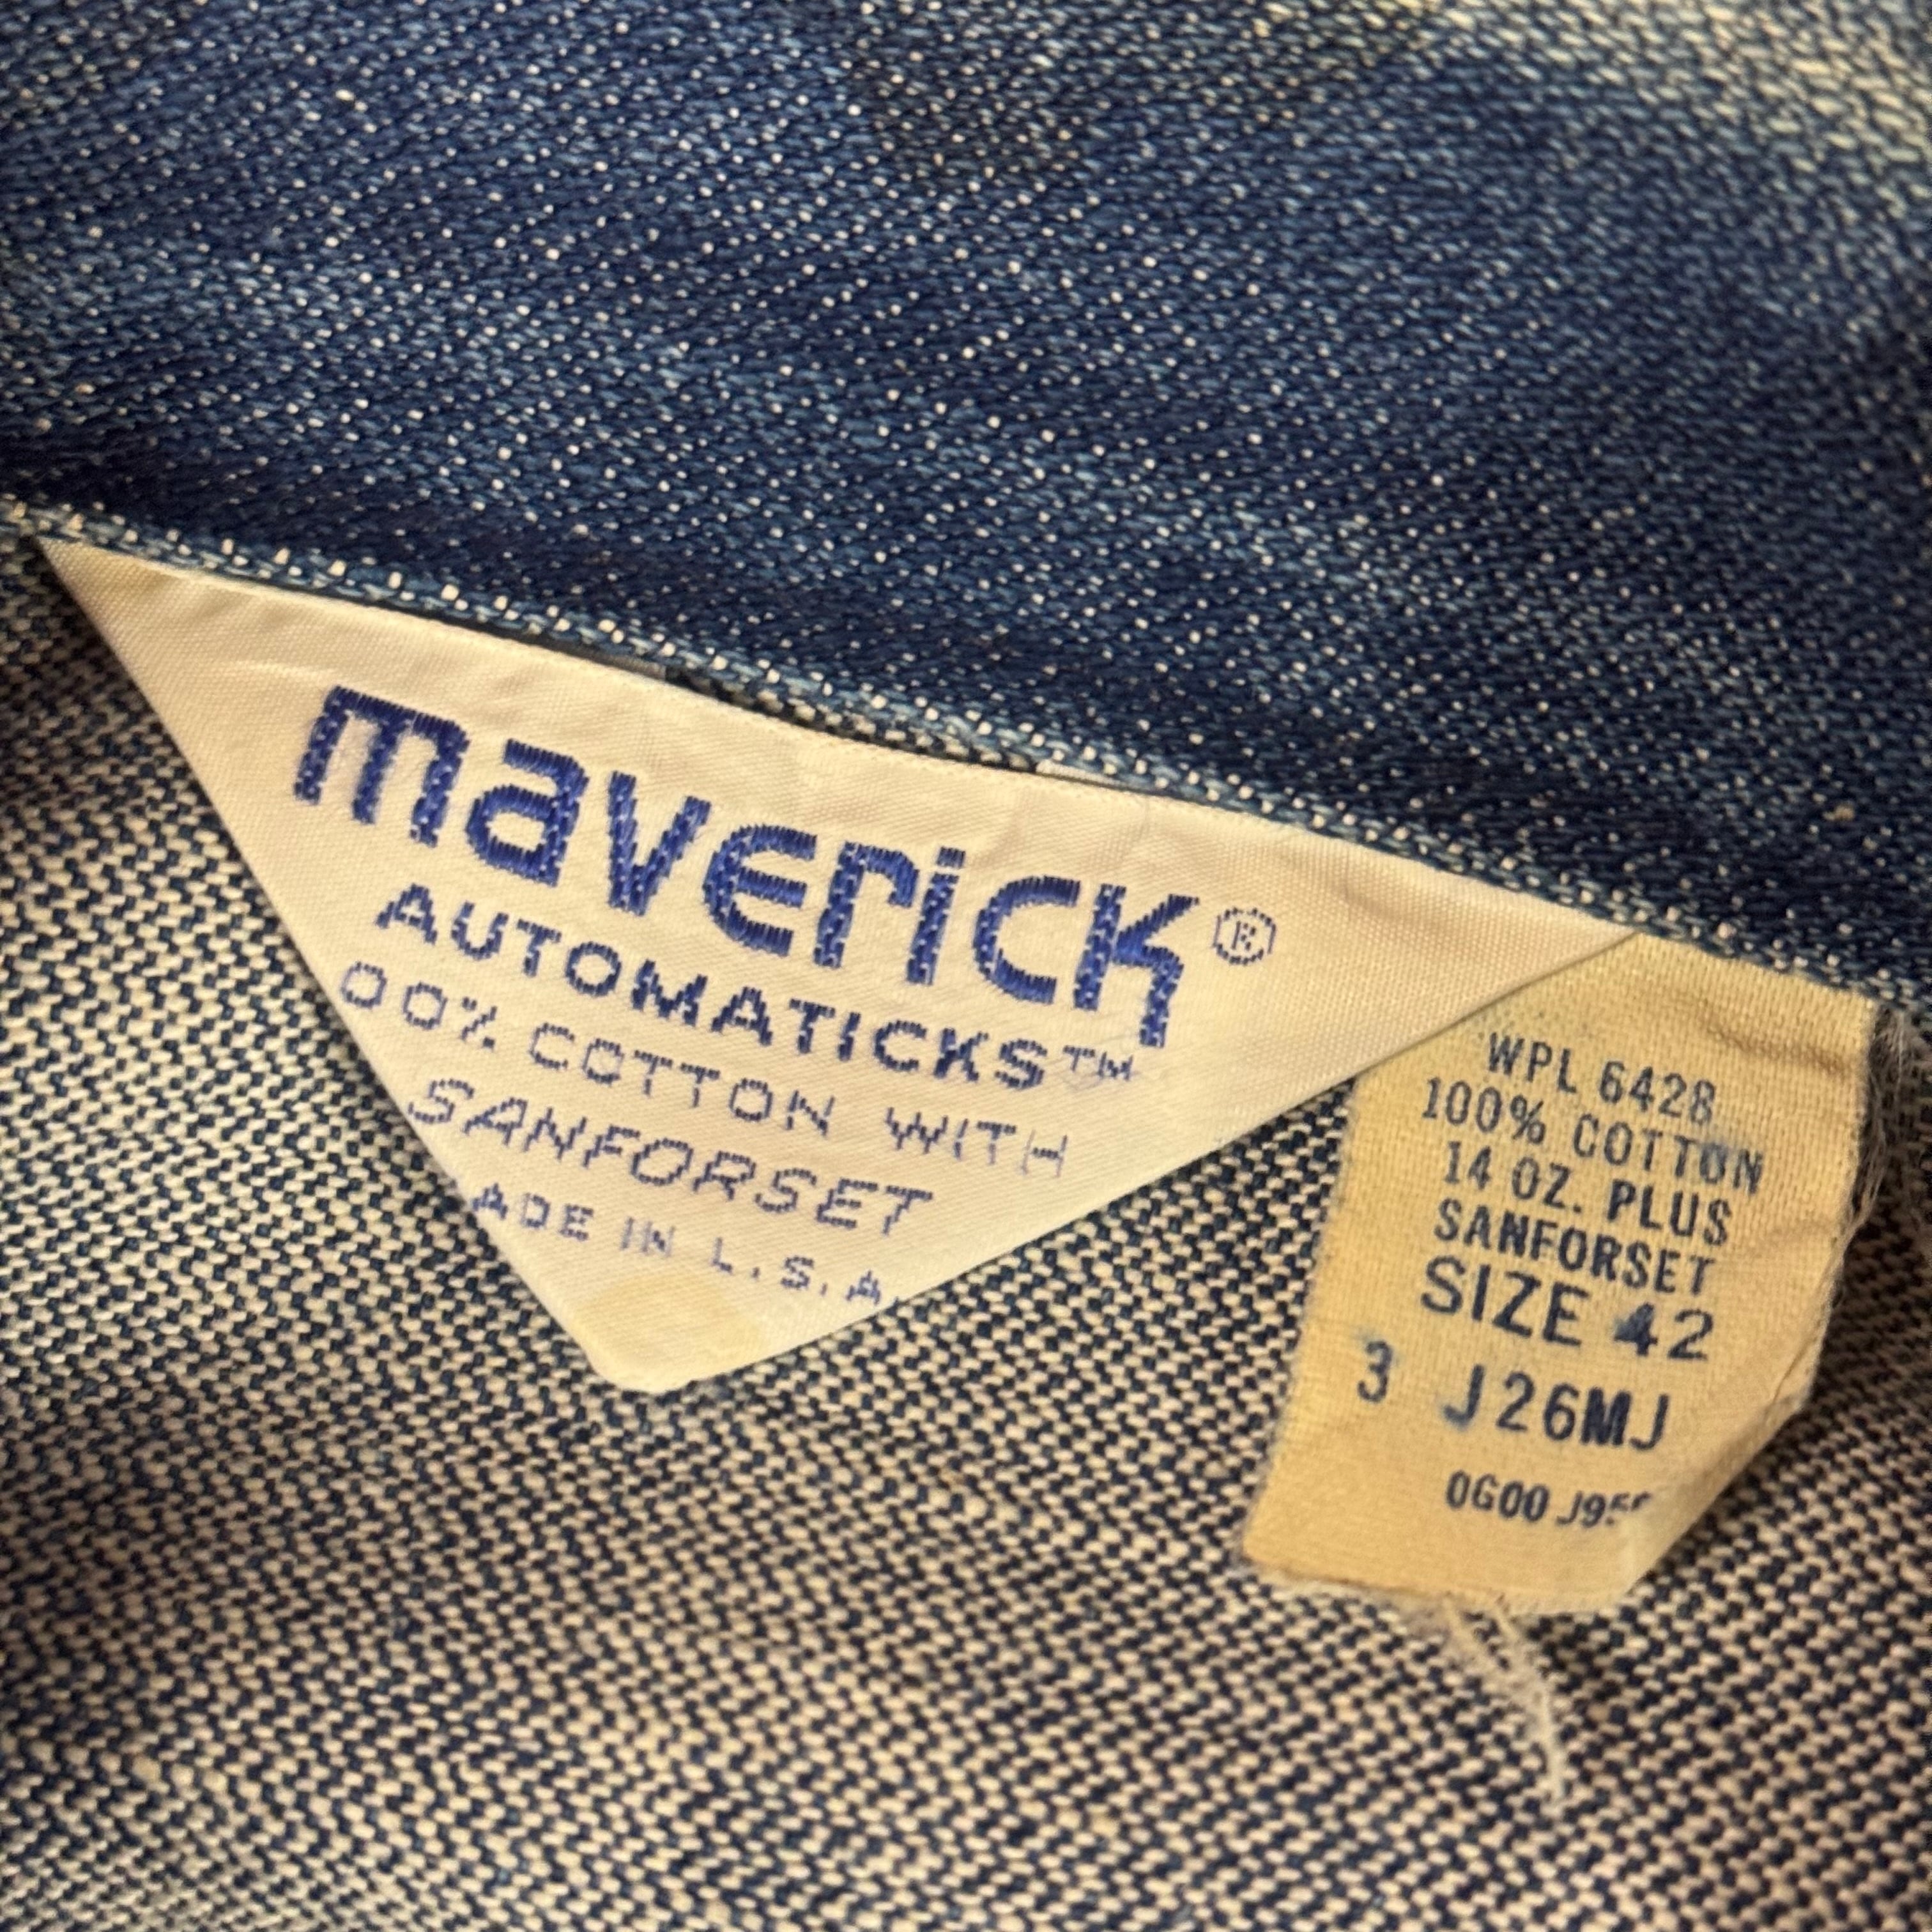 maverick®
AUTOMATICKS™
00% COTTON WITH
SANFORSET
ADE IN U.S.A.
WPL 6428
100% COTTON
14 OZ. PLUS
SANFORSET
SIZE 42
3 J26MJ
0G00